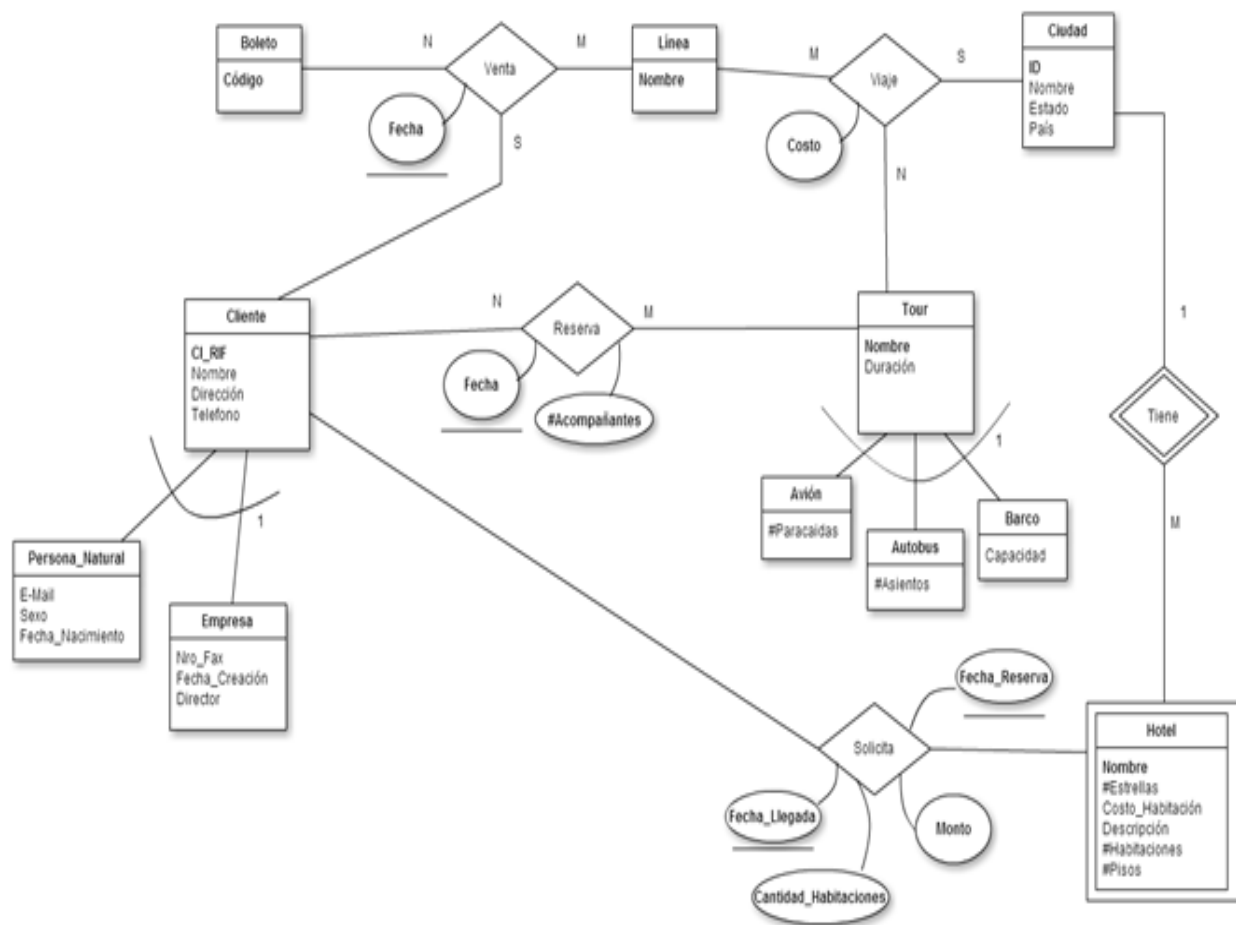 Boleto
Código
N
Venta
M
Línea
Nombre
M
Viaje
S
Ciudad
ID
Nombre
Estado
País
Fecha
S
Costo
N
1
Cliente
CI_RIF
Nombre
Dirección
Telefono
N
Reserva
M
Tour
Nombre
Duración
Fecha
#Acompañantes
Tiene
1
1
Avión
#Paracaidas
Autobus
#Asientos
Barco
Capacidad
M
Persona_Natural
E-Mail
Sexo
Fecha_Nacimiento
Empresa
Nro_Fax
Fecha_Creación
Director
Fecha_Reserva
Solicita
Fecha_Llegada
Monto
Cantidad_Habitaciones
Hotel
Nombre
#Estrellas
Costo_Habitación
Descripción
#Habitaciones
#Pisos